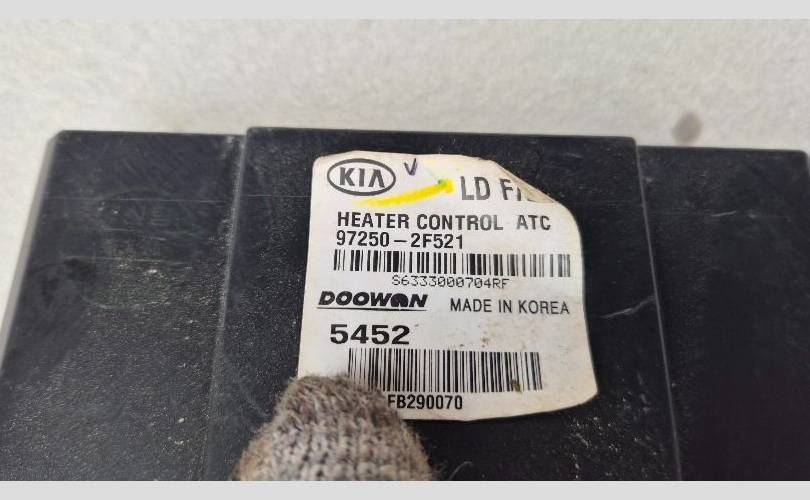 KIA LD
HEATER CONTROL ATC
97250-2F521
S6333000704RF
DOOWON MADE IN KOREA
5452
FB290070